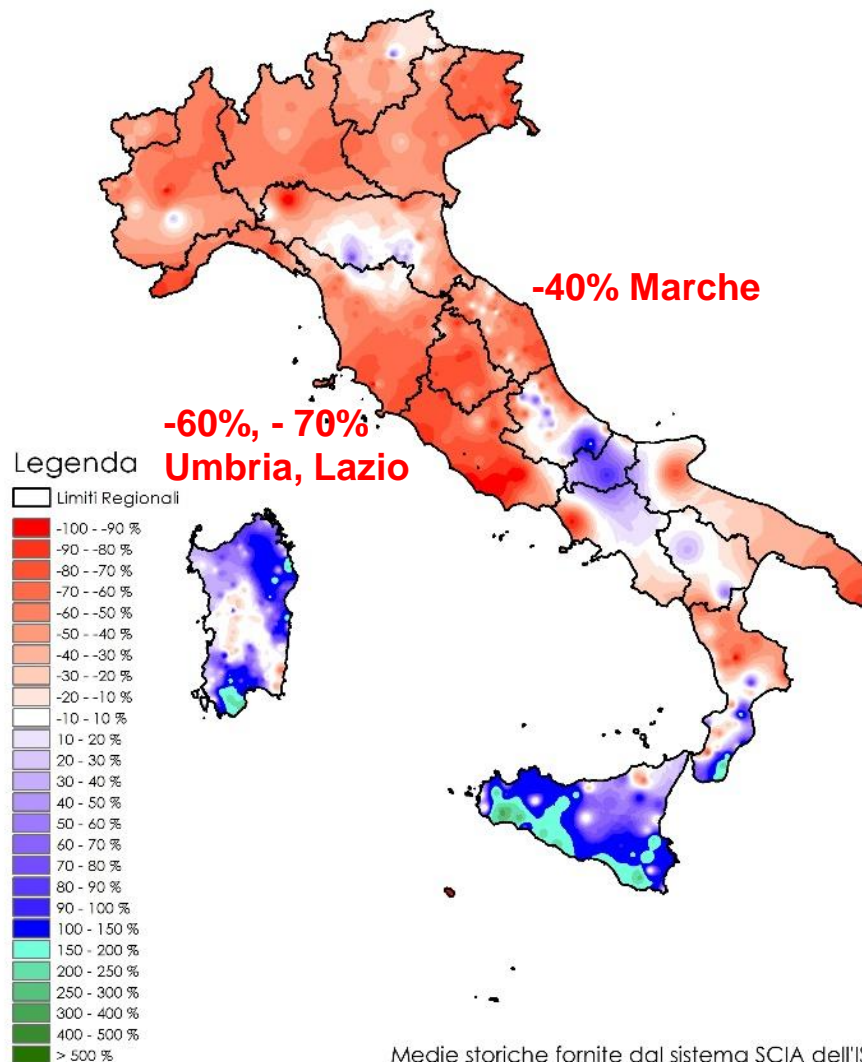 -40% Marche
-60%, - 70%
Umbria, Lazio
Legenda
Limiti Regionali
-100 - -90 %
-90 - -80 %
-80 - -70 %
-70 - -60 %
-60 - -50 %
-50 - -40 %
-40 - -30 %
-30 - -20 %
-20 - -10 %
-10 - 10 %
10 - 20 %
20 - 30 %
30 - 40 %
40 - 50 %
50 - 60 %
60 - 70 %
70 - 80 %
80 - 90 %
90 - 100 %
100 - 150 %
150 - 200 %
200 - 250 %
250 - 300 %
300 - 400 %
400 - 500 %
> 500 %
Medie storiche fornite dal sistema SCIA